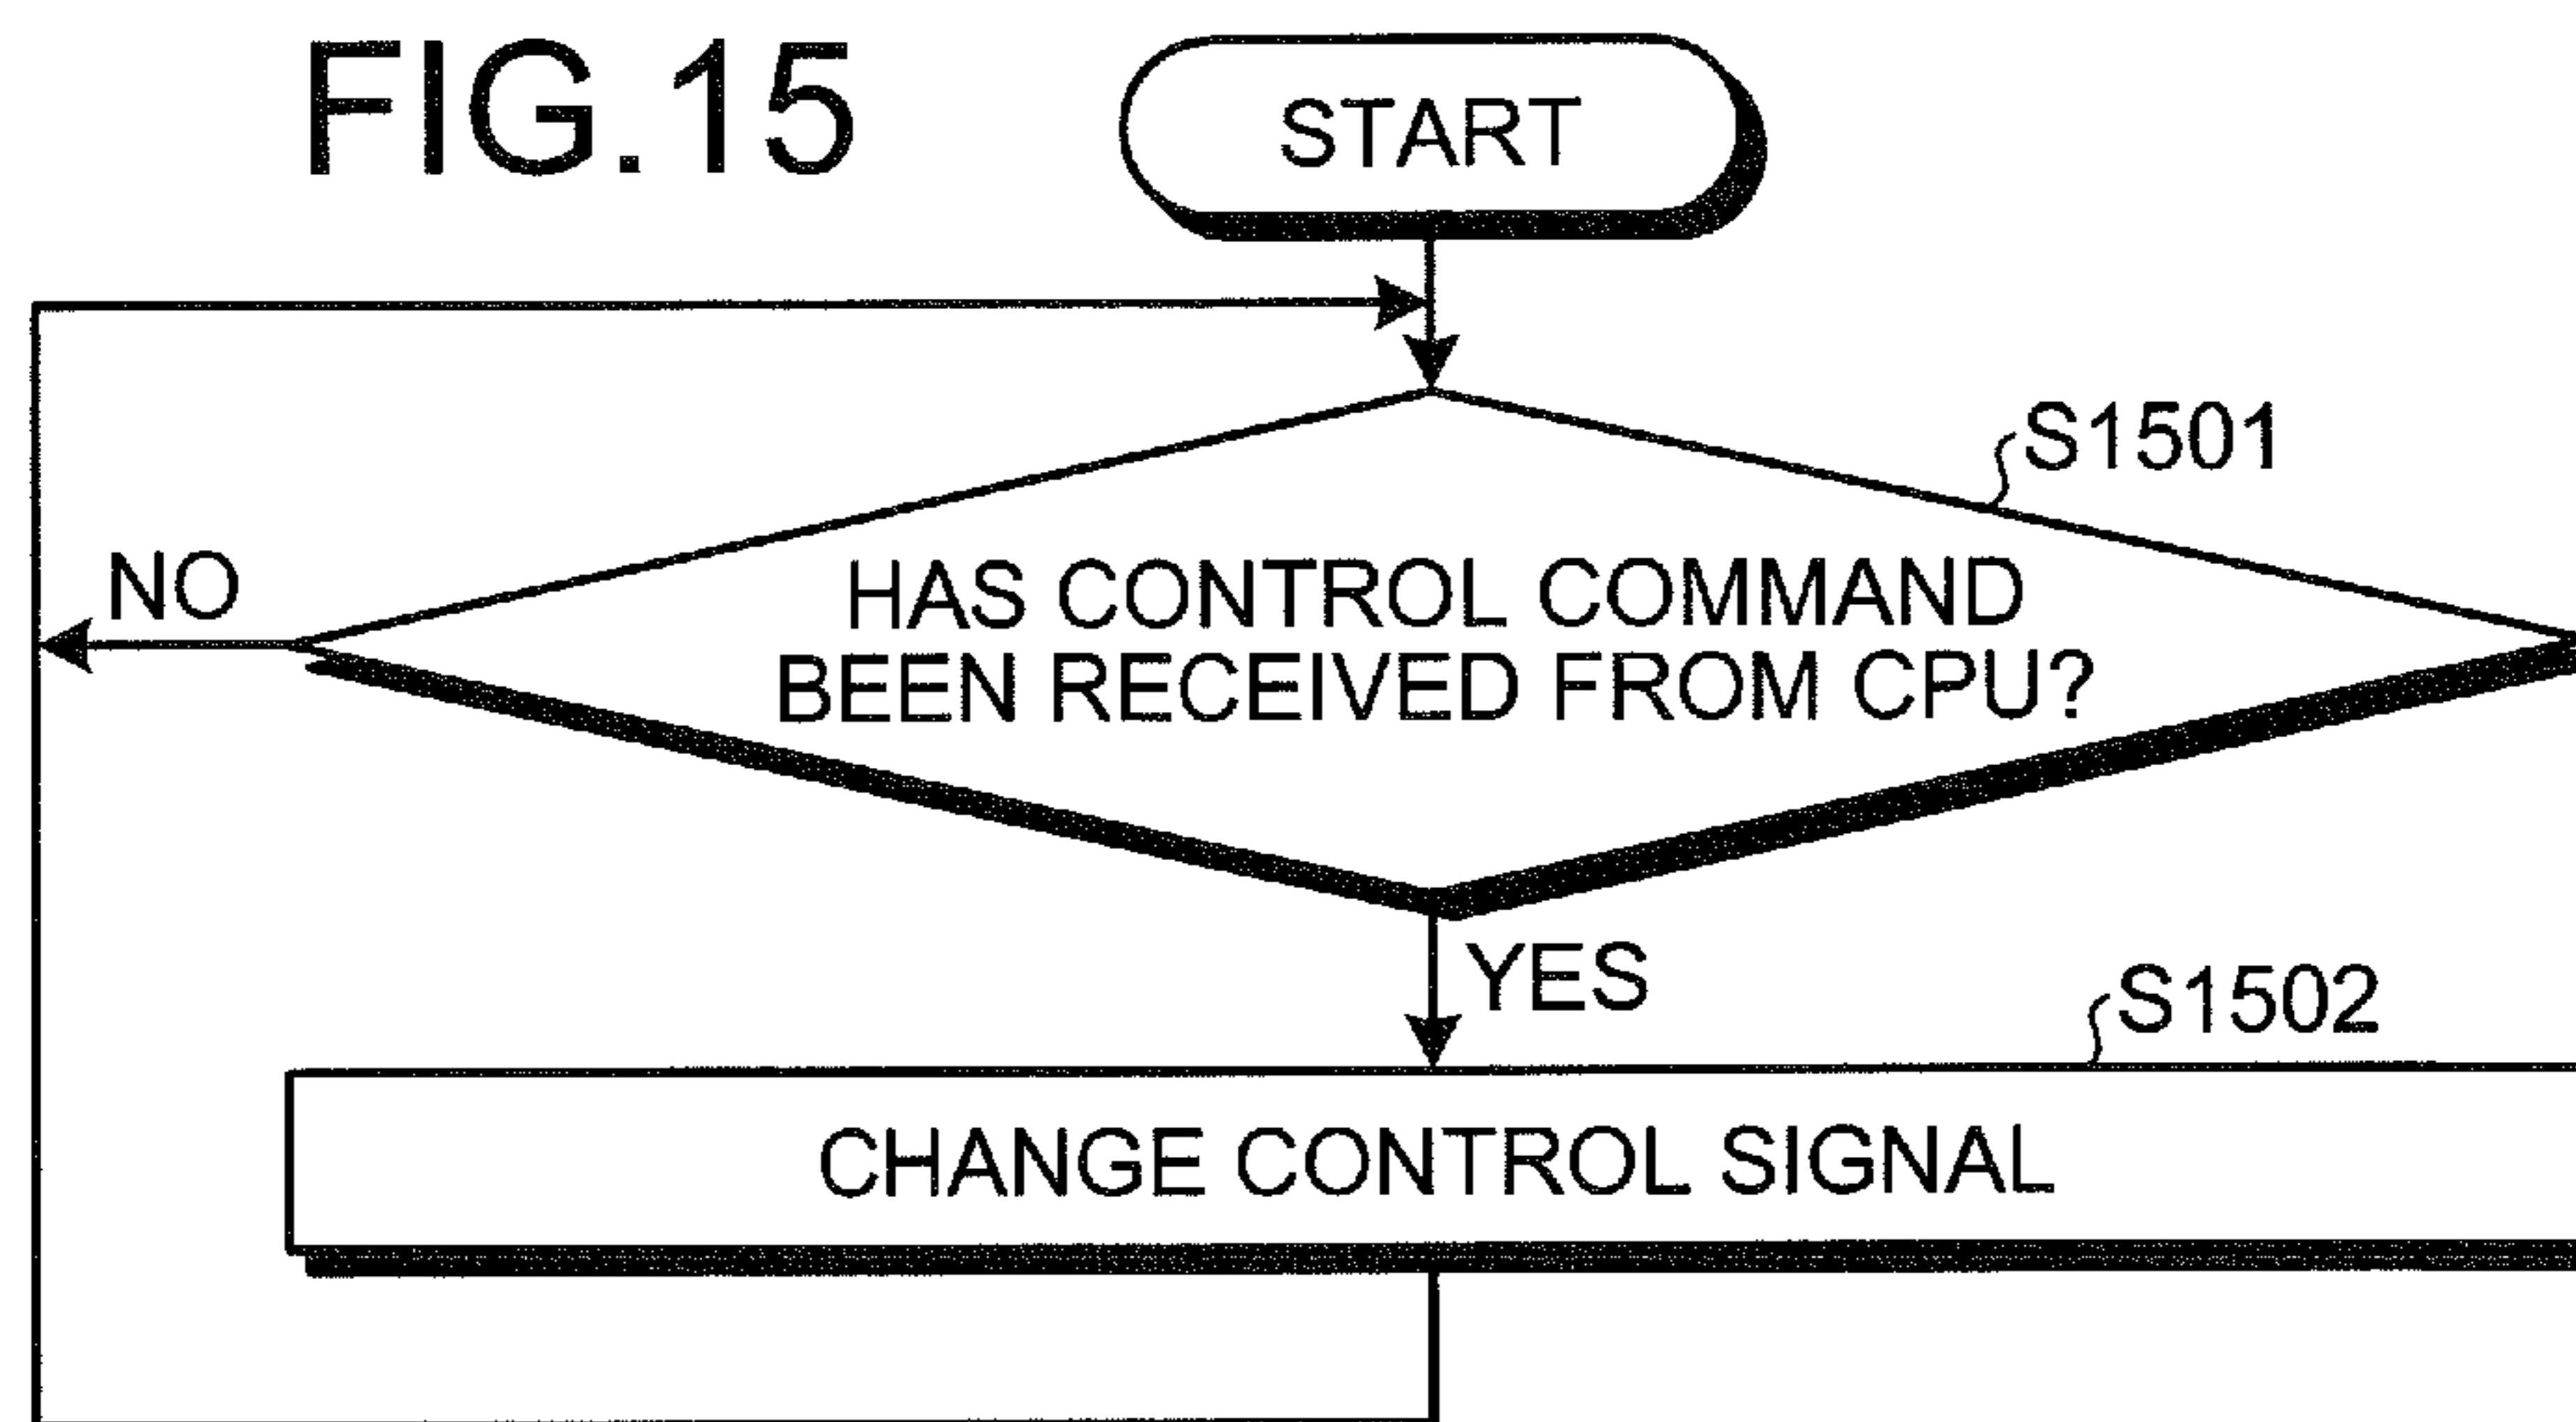 FIG.15
START
S1501
HAS CONTROL COMMAND
BEEN RECEIVED FROM CPU?
NO
YES
S1502
CHANGE CONTROL SIGNAL